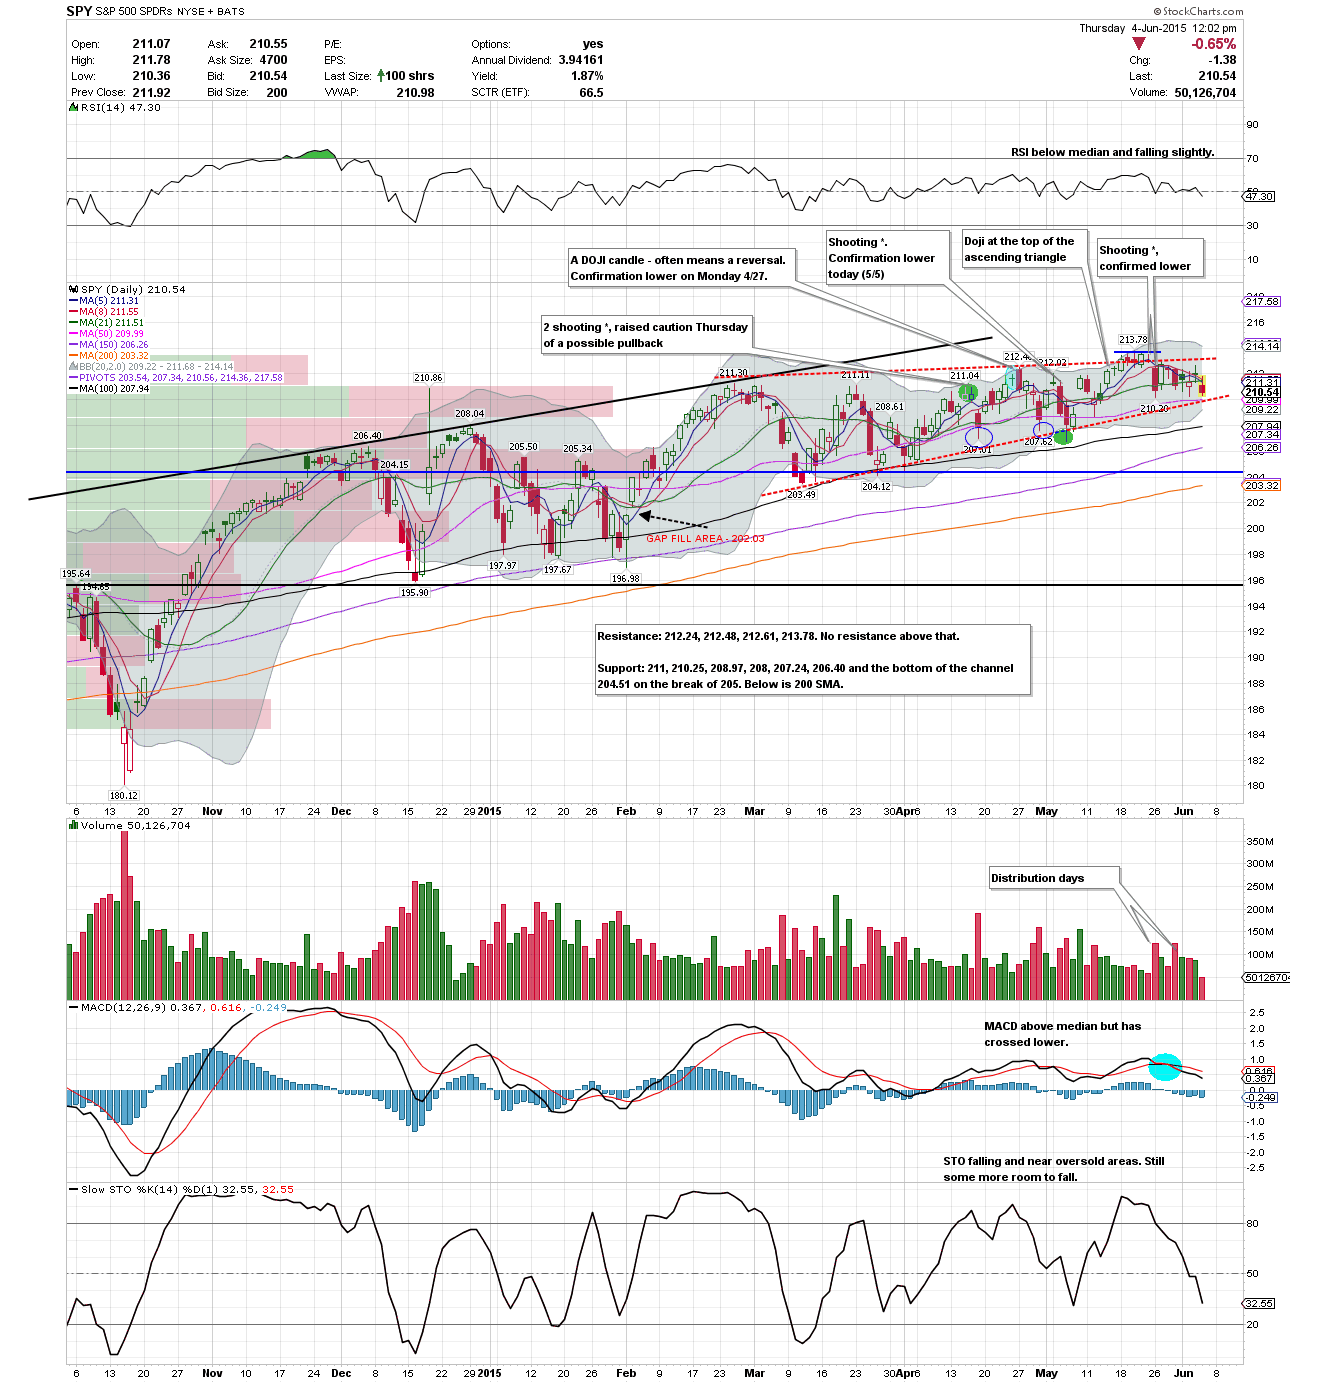 SPY S&P 500 SPDRs NYSE + BATS
© StockCharts.com
Thursday 4-Jun-2015 12:02 pm
Open: 211.07 Ask: 210.55 P/E: Options: yes
-0.65%
High: 211.78 Ask Size: 4700 EPS: Annual Dividend: 3.94161
Chg: -1.38
Low: 210.36 Bid: 210.54 Last Size: 100 shrs Yield: 1.87%
Last: 210.54
Prev Close: 211.92 Bid Size: 200 VWAP: 210.98 SCTR (ETF): 66.5
Volume: 50,126,704
RSI(14) 47.30
90
RSI below median and falling slightly.
70
47.30
30
10
A DOJI candle - often means a reversal.
Confirmation lower on Monday 4/27.
Shooting *.
Confirmation lower
today (5/5)
Doji at the top of the
ascending triangle
Shooting *,
confirmed lower
2 shooting *, raised caution Thursday
of a possible pullback
SPY (Daily) 210.54
MA(5) 211.31
MA(8) 211.55
MA(21) 211.51
MA(50) 209.99
MA(150) 206.26
MA(200) 203.32
BB(20,2.0) 209.22 - 211.68 - 214.14
PIVOTS 203.54, 207.34, 210.56, 214.36, 217.58
MA(100) 207.94
217.58
216
214.14
211.31
210.54
209.99
209.22
207.94
207.34
206.26
204
203.32
202
200
198
196
194
192
190
188
186
184
182
180
213.78
212.02
211.30
211.11
211.04
210.86
210.20
208.61
208.04
207.62
207.01
206.40
205.50
205.34
204.15
204.12
203.49
197.97
197.67
196.98
195.90
195.64
194.65
180.12
GAP FILL AREA - 202.03
Resistance: 212.24, 212.48, 212.61, 213.78. No resistance above that.
Support: 211, 210.25, 208.97, 208, 207.24, 206.40 and the bottom of the channel
204.51 on the break of 205. Below is 200 SMA.
6 13 20 27 Nov 10 17 24 Dec 8 15 22 29 2015 12 20 26 Feb 9 17 23 Mar 9 16 23 30 Apr 13 20 27 May 11 18 26 Jun 8
Volume 50,126,704
350M
300M
250M
200M
150M
100M
5012670
Distribution days
MACD(12,26,9) 0.367, 0.616, -0.249
MACD above median but has
crossed lower.
2.5
2.0
1.5
1.0
0.616
0.367
0.0
-0.249
-0.5
-1.0
-1.5
-2.0
-2.5
STO falling and near oversold areas. Still
some more room to fall.
Slow STO %K(14) %D(1) 32.55, 32.55
80
50
32.55
20
6 13 20 27 Nov 10 17 24 Dec 8 15 22 29 2015 12 20 26 Feb 9 17 23 Mar 9 16 23 30 Apr 13 20 27 May 11 18 26 Jun 8